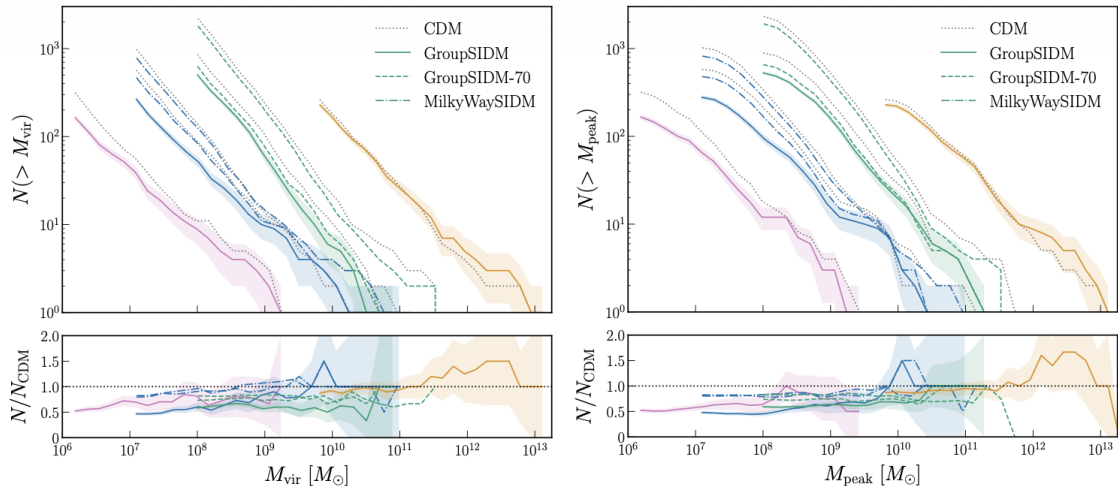 CDM
GroupSIDM
GroupSIDM-70
MilkyWaySIDM
N(> M_vir)
10^3
10^2
10^1
10^0
N/N_CDM
2.0
1.5
1.0
0.5
0
10^6 10^7 10^8 10^9 10^10 10^11 10^12 10^13
M_vir [M_⊙]
CDM
GroupSIDM
GroupSIDM-70
MilkyWaySIDM
N(> M_peak)
10^3
10^2
10^1
10^0
N/N_CDM
2.0
1.5
1.0
0.5
0
10^6 10^7 10^8 10^9 10^10 10^11 10^12 10^13
M_peak [M_⊙]